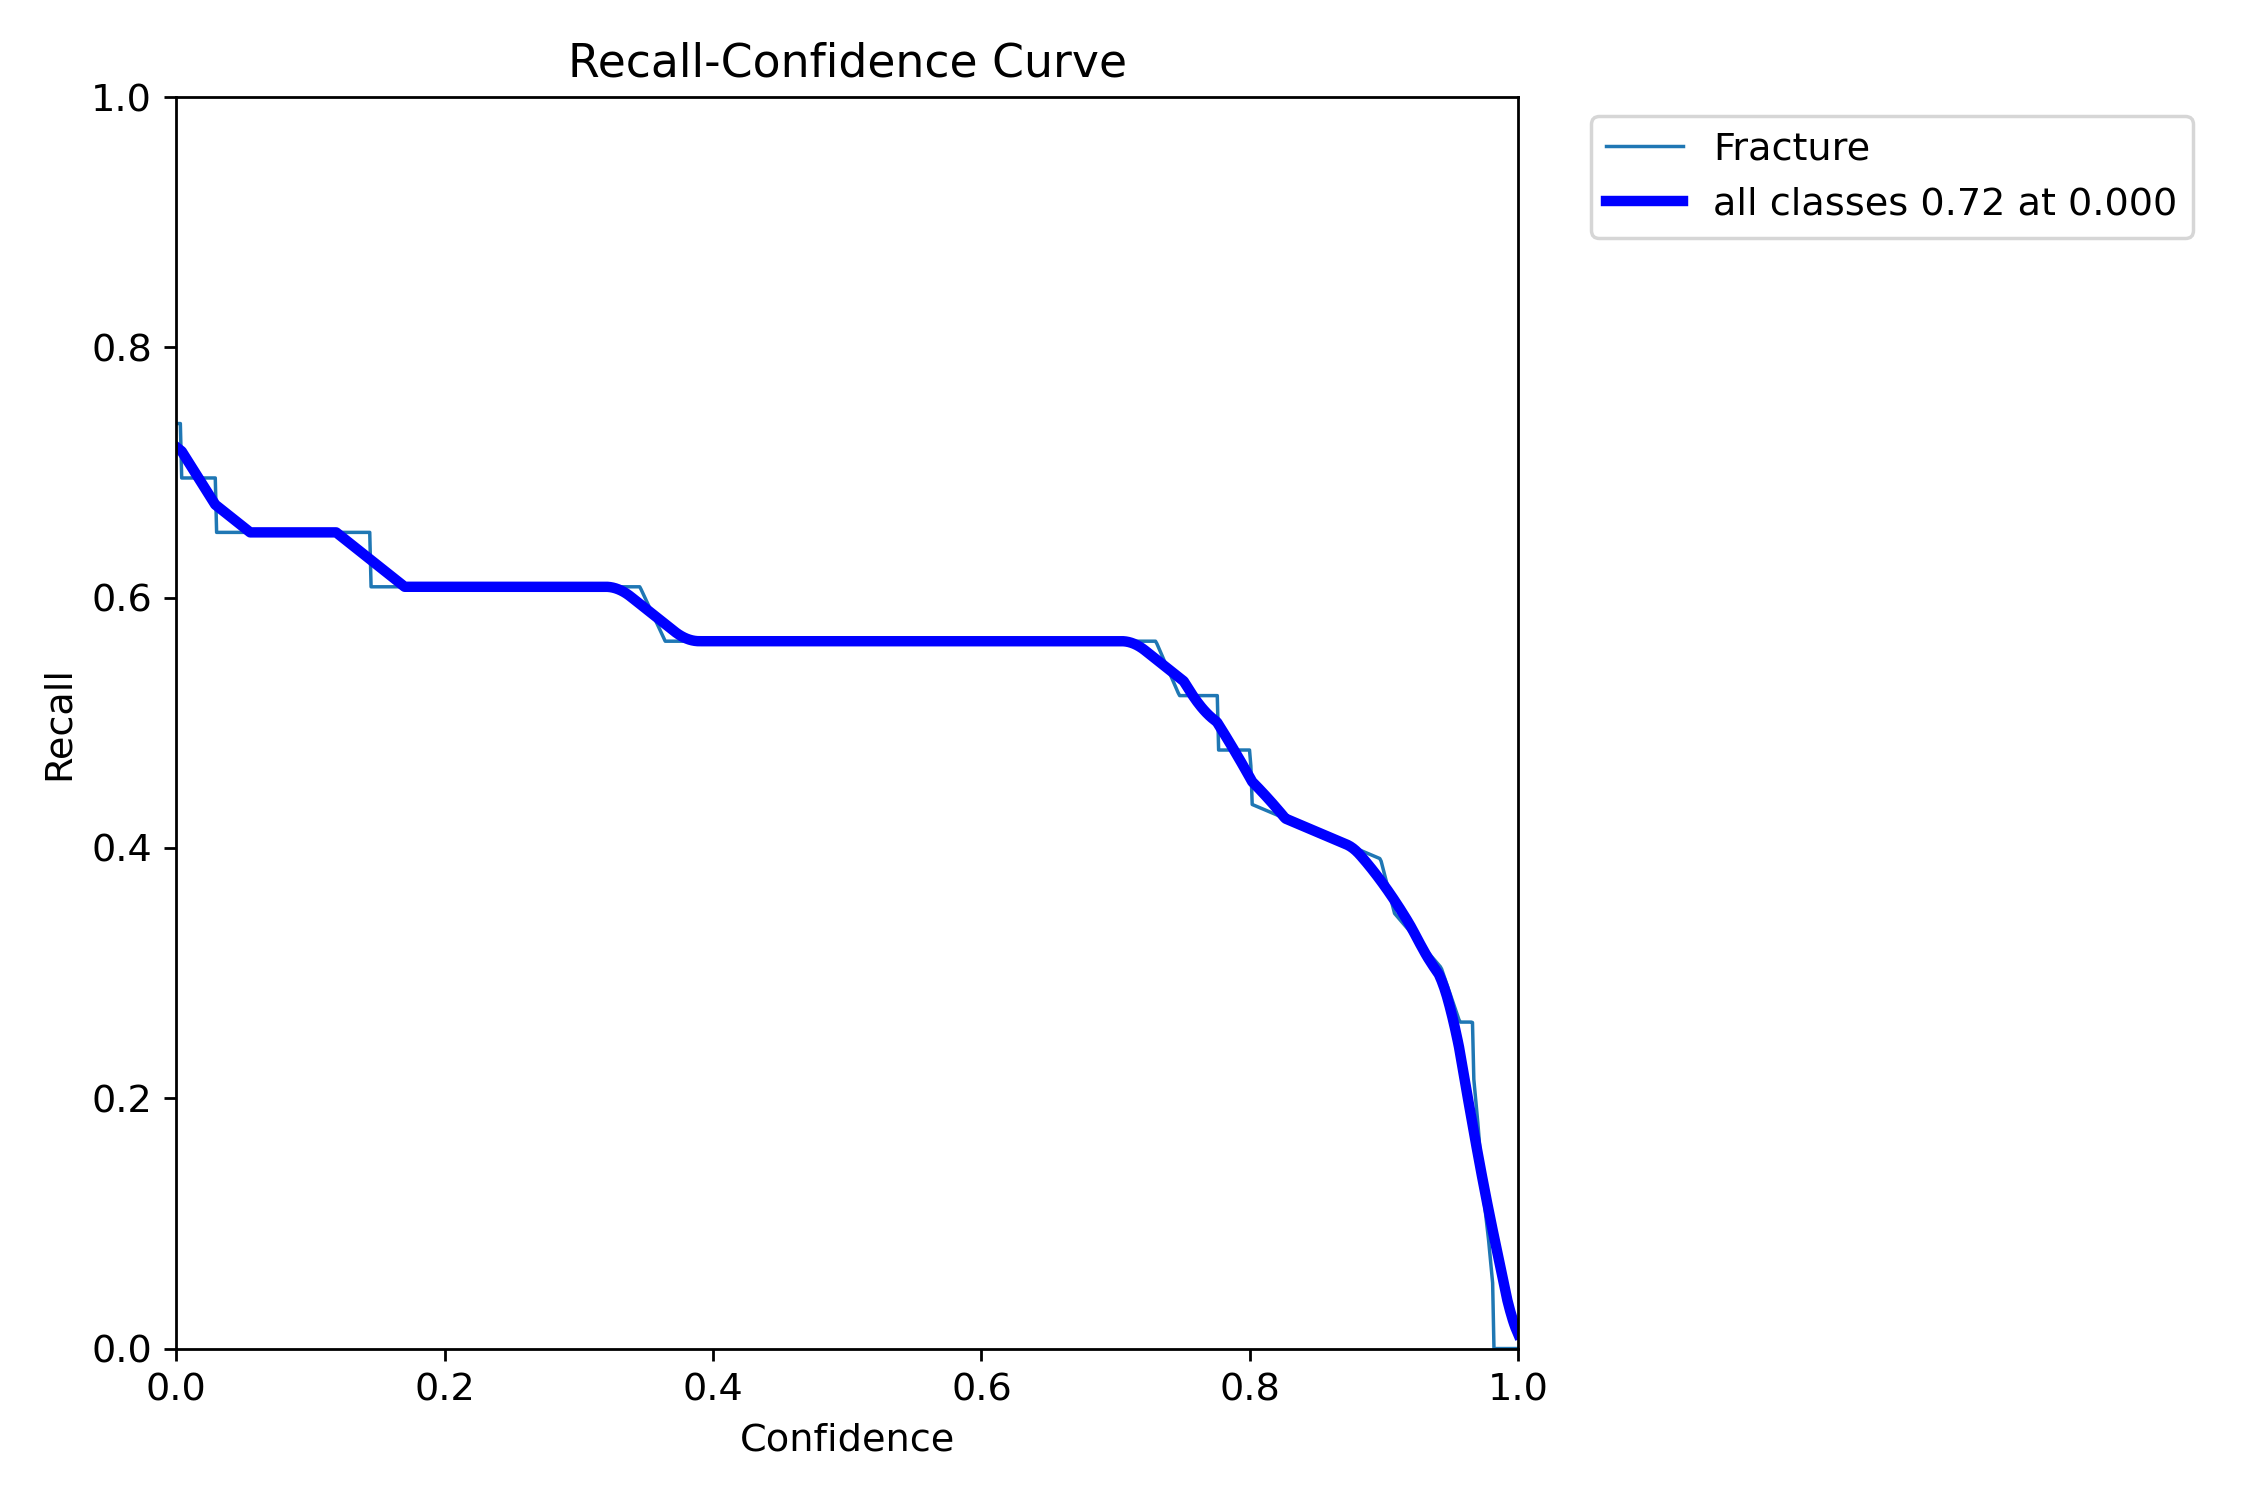 Recall-Confidence Curve
1.0
0.8
0.6
0.4
0.2
0.0
Recall
0.0 0.2 0.4 0.6 0.8 1.0
Confidence
Fracture
all classes 0.72 at 0.000